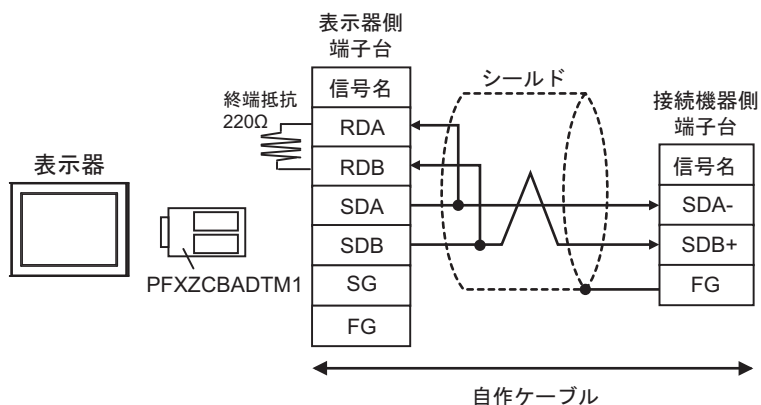 表示器側
端子台
信号名
RDA
RDB
SDA
SDB
SG
FG
終端抵抗
220Ω
表示器
PFXZCBADTM1
シールド
接続機器側
端子台
信号名
SDA-
SDB+
FG
自作ケーブル